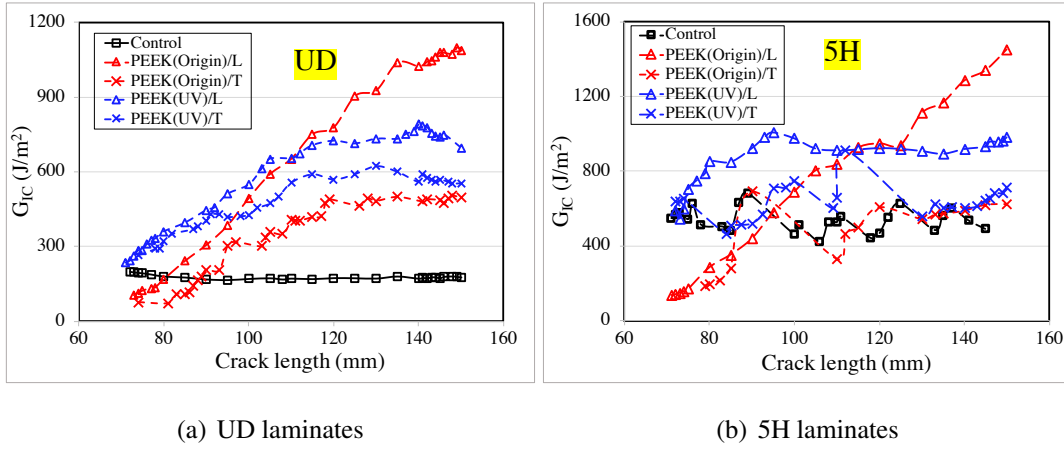 1200
900
600
300
0
G_IC (J/m²)
Control
PEEK(Origin)/L
PEEK(Origin)/T
PEEK(UV)/L
PEEK(UV)/T
UD
60 80 100 120 140 160
Crack length (mm)
1600
1200
800
400
0
G_IC (J/m²)
Control
PEEK(Origin)/L
PEEK(Origin)/T
PEEK(UV)/L
PEEK(UV)/T
5H
60 80 100 120 140 160
Crack length (mm)
(a) UD laminates
(b) 5H laminates